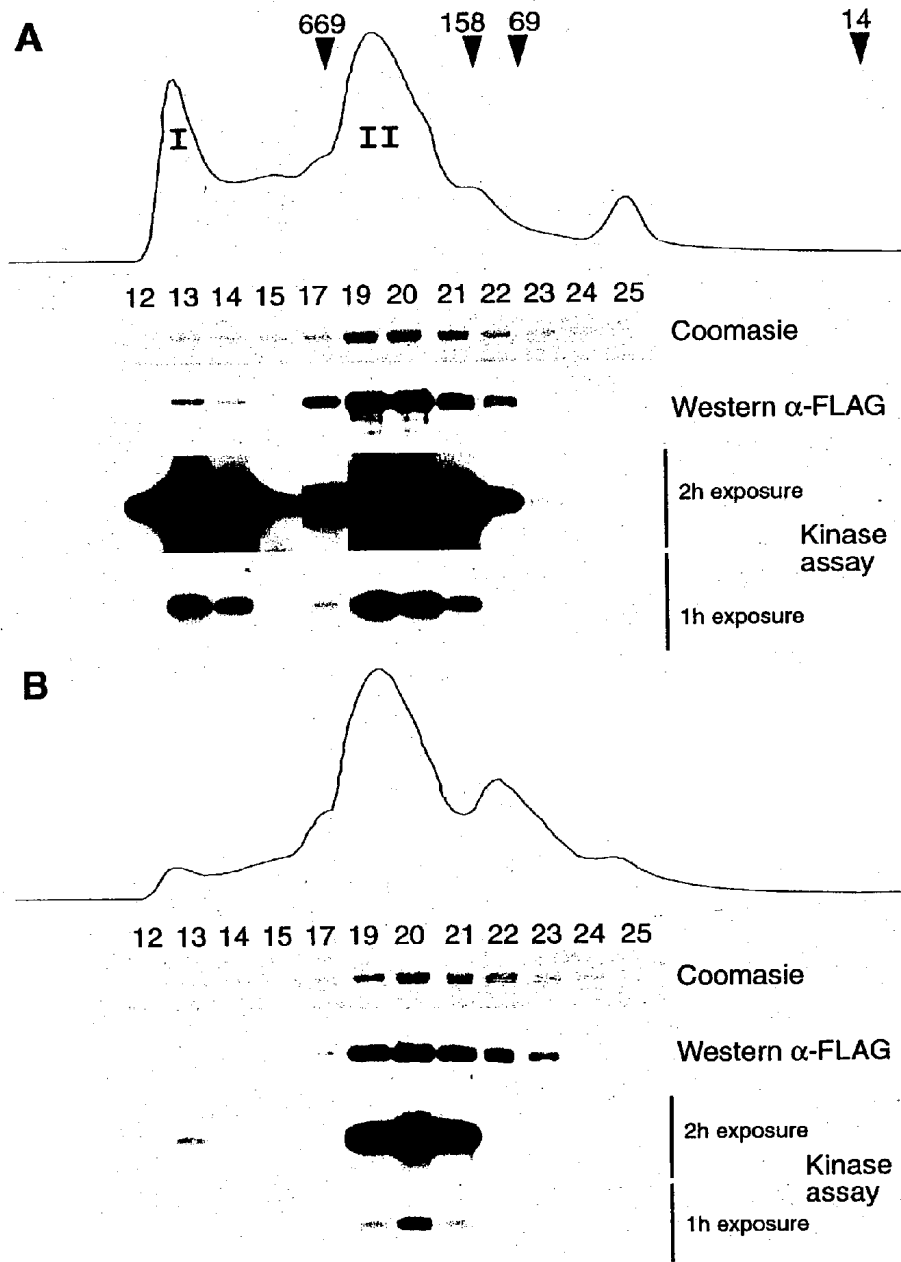 A
669 158 69 14
I II
12 13 14 15 17 19 20 21 22 23 24 25
Coomasie
Western α-FLAG
2h exposure
Kinase
assay
1h exposure
B
12 13 14 15 17 19 20 21 22 23 24 25
Coomasie
Western α-FLAG
2h exposure
Kinase
assay
1h exposure